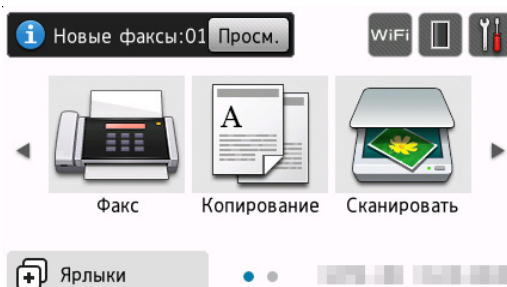 Новые факсы:01 Просм. WiFi
A
Факс Копирование Сканировать
Ярлыки